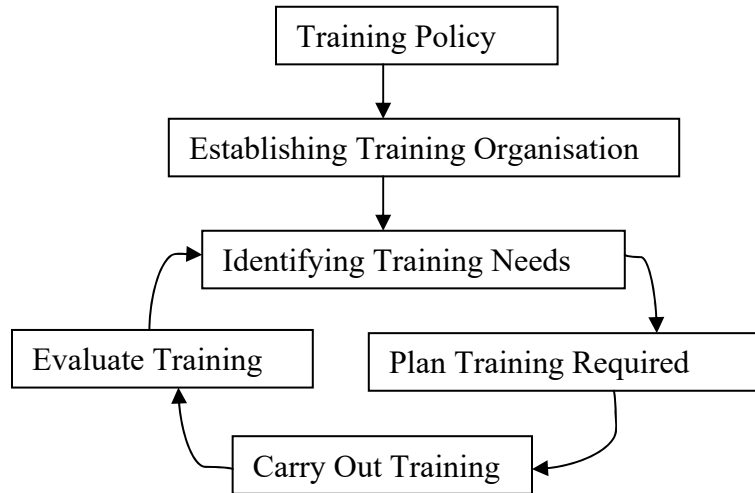 Training Policy
Establishing Training Organisation
Identifying Training Needs
Evaluate Training
Plan Training Required
Carry Out Training